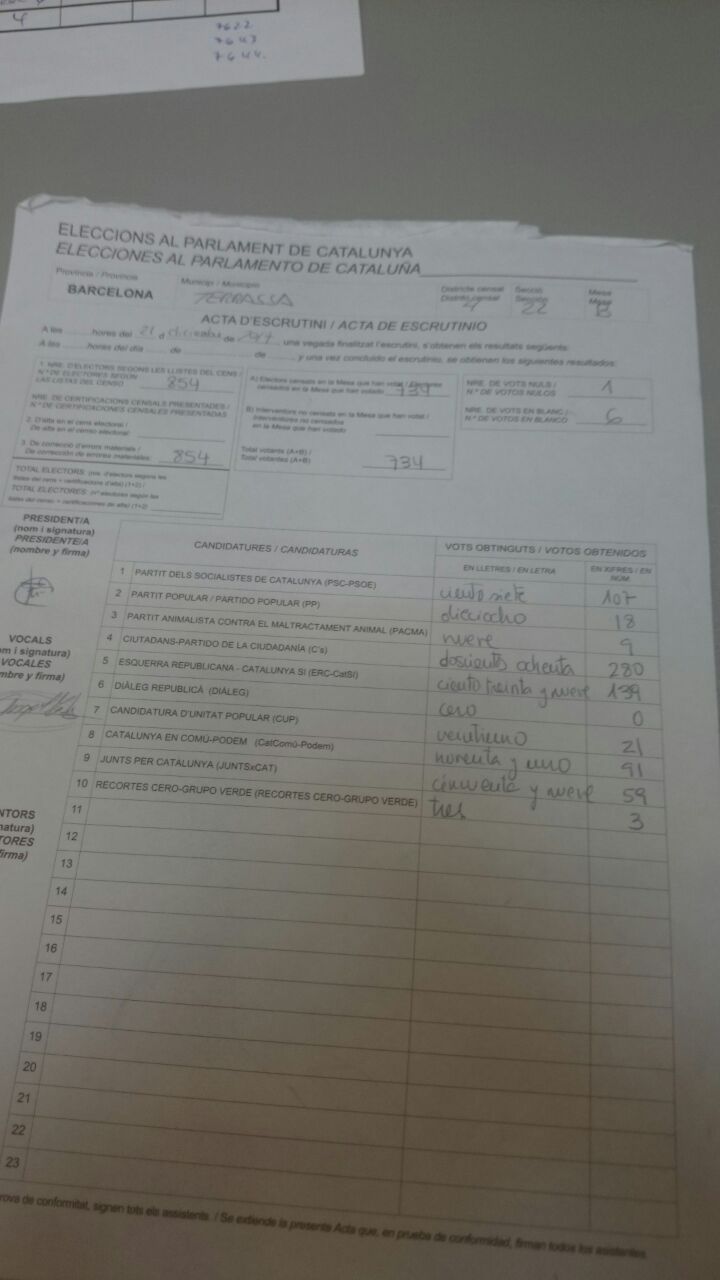 4
7622
7643
7644.
ELECCIONS AL PARLAMENT DE CATALUNYA
ELECCIONES AL PARLAMENTO DE CATALUÑA
Província / Provincia
BARCELONA
Municipi / Municipio
TERRASSA
Districte censal
Distrito censal
4
Secció
Sección
22
Mesa
Mesa
B
ACTA D'ESCRUTINI / ACTA DE ESCRUTINIO
A les ........ hores del 21 d diciembre de 2017, una vegada finalitzat l'escrutini, s'obtenen els resultats següents:
A les ........ hores del día ........ de ........ de ........ y una vez concluido el escrutinio, se obtienen los siguientes resultados:
1. NRE. D'ELECTORS SEGONS LES LLISTES DEL CENS /
N.º DE ELECTORES SEGÚN
LAS LISTAS DEL CENSO
854
NRE. DE CERTIFICACIONS CENSALS PRESENTADES /
N.º DE CERTIFICACIONES CENSALES PRESENTADAS
2. D'alta en el cens electoral /
De alta en el censo electoral:
3. De correcció d'errors materials /
De corrección de errores materiales:
854
TOTAL ELECTORS (nre. d'electors segons les
llistes del cens + certificacions d'alta) (1+2) /
TOTAL ELECTORES (nº electores según las
listas del censo + certificaciones de alta) (1+2)
A) Electors censats en la Mesa que han votat / Electores
censados en la Mesa que han votado
734
B) Interventors no censats en la Mesa que han votat /
Interventores no censados
en la Mesa que han votado
Total votants (A+B) /
Total votantes (A+B)
734
NRE. DE VOTS NULS /
N.º DE VOTOS NULOS
1
NRE. DE VOTS EN BLANC /
N.º DE VOTOS EN BLANCO
6
PRESIDENT/A
(nom i signatura)
PRESIDENTE/A
(nombre y firma)
VOCALS
m i signatura)
VOCALES
mbre y firma)
NTORS
natura)
TORES
firma)
CANDIDATURES / CANDIDATURAS
VOTS OBTINGUTS / VOTOS OBTENIDOS
EN LLETRES / EN LETRA
EN XIFRES / EN NÚM.
1 PARTIT DELS SOCIALISTES DE CATALUNYA (PSC-PSOE) ciento siete 107
2 PARTIT POPULAR / PARTIDO POPULAR (PP) dieciocho 18
3 PARTIT ANIMALISTA CONTRA EL MALTRACTAMENT ANIMAL (PACMA) nueve 9
4 CIUTADANS-PARTIDO DE LA CIUDADANÍA (C's) dosientos ochenta 280
5 ESQUERRA REPUBLICANA - CATALUNYA SI (ERC-CatSI) ciento treinta y nueve 139
6 DIÀLEG REPUBLICÀ (DIÀLEG) cero 0
7 CANDIDATURA D'UNITAT POPULAR (CUP) veintiuno 21
8 CATALUNYA EN COMÚ-PODEM (CatComú-Podem) noventa y uno 91
9 JUNTS PER CATALUNYA (JUNTSxCAT) cincuenta y nueve 59
10 RECORTES CERO-GRUPO VERDE (RECORTES CERO-GRUPO VERDE) tres 3
11
12
13
14
15
16
17
18
19
20
21
22
23
rova de conformitat, signen tots els assistents. / Se extiende la presente Acta que, en prueba de conformidad, firman todos los asistentes.